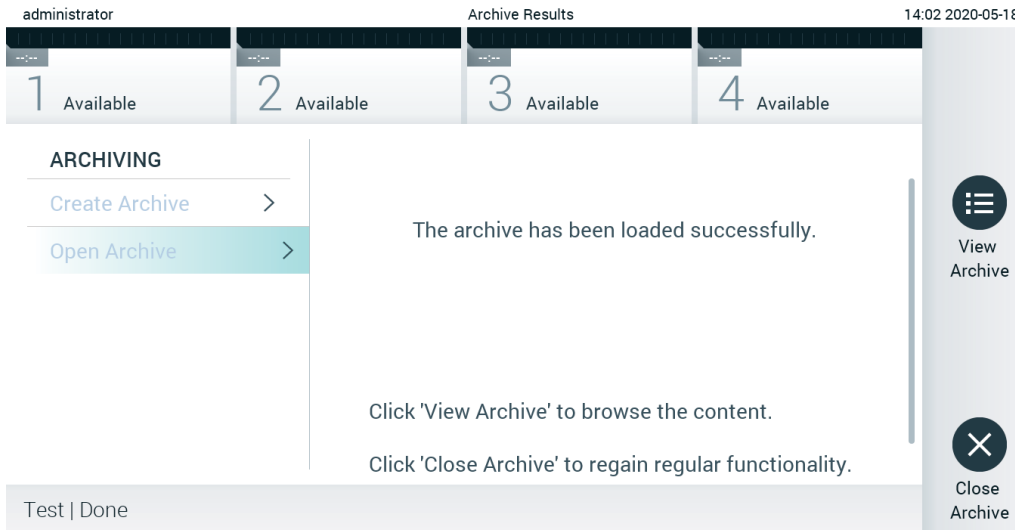 administrator Archive Results 14:02 2020-05-18
--:-- --:-- --:-- --:--
1 Available 2 Available 3 Available 4 Available
ARCHIVING
Create Archive
Open Archive
The archive has been loaded successfully.
Click 'View Archive' to browse the content.
Click 'Close Archive' to regain regular functionality.
View
Archive
Close
Archive
Test | Done